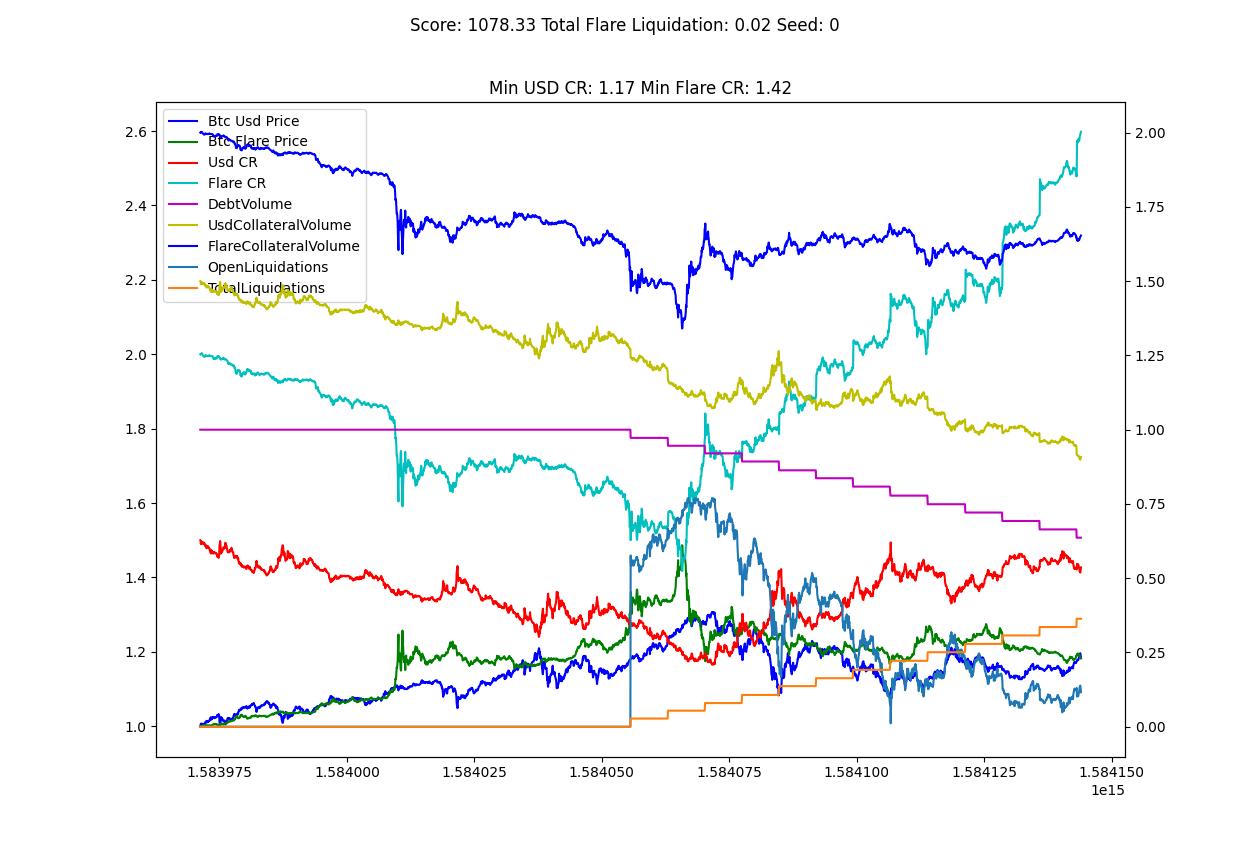 Score: 1078.33 Total Flare Liquidation: 0.02 Seed: 0
Min USD CR: 1.17 Min Flare CR: 1.42
Btc Usd Price
Btc Flare Price
Usd CR
Flare CR
DebtVolume
UsdCollateralVolume
FlareCollateralVolume
OpenLiquidations
TotalLiquidations
2.6
2.4
2.2
2.0
1.8
1.6
1.4
1.2
1.0
2.00
1.75
1.50
1.25
1.00
0.75
0.50
0.25
0.00
1.583975 1.584000 1.584025 1.584050 1.584075 1.584100 1.584125 1.584150
1e15